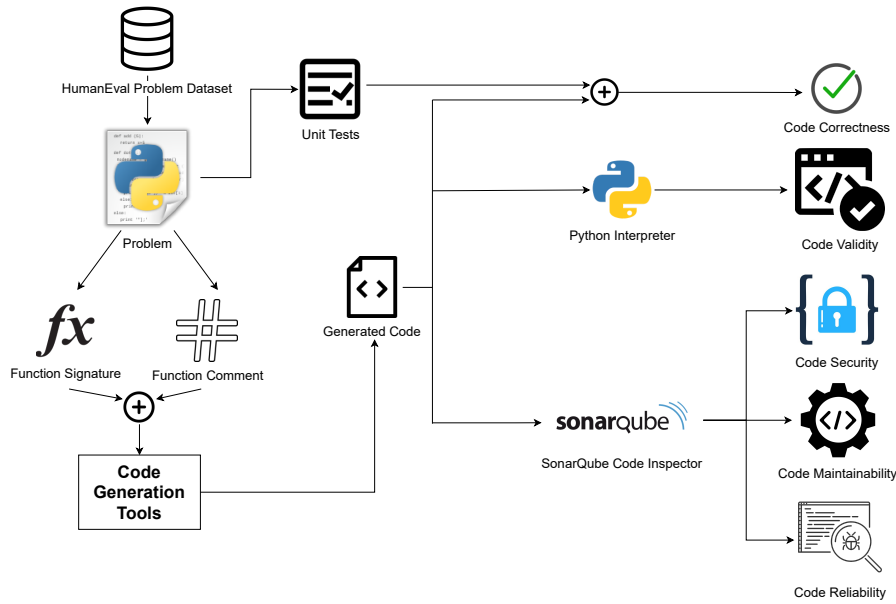 HumanEval Problem Dataset
Unit Tests
Code Correctness
Problem
Python Interpreter
Code Validity
Function Signature
Function Comment
fx
Generated Code
Code Security
Code
Generation
Tools
sonarqube
SonarQube Code Inspector
Code Maintainability
Code Reliability